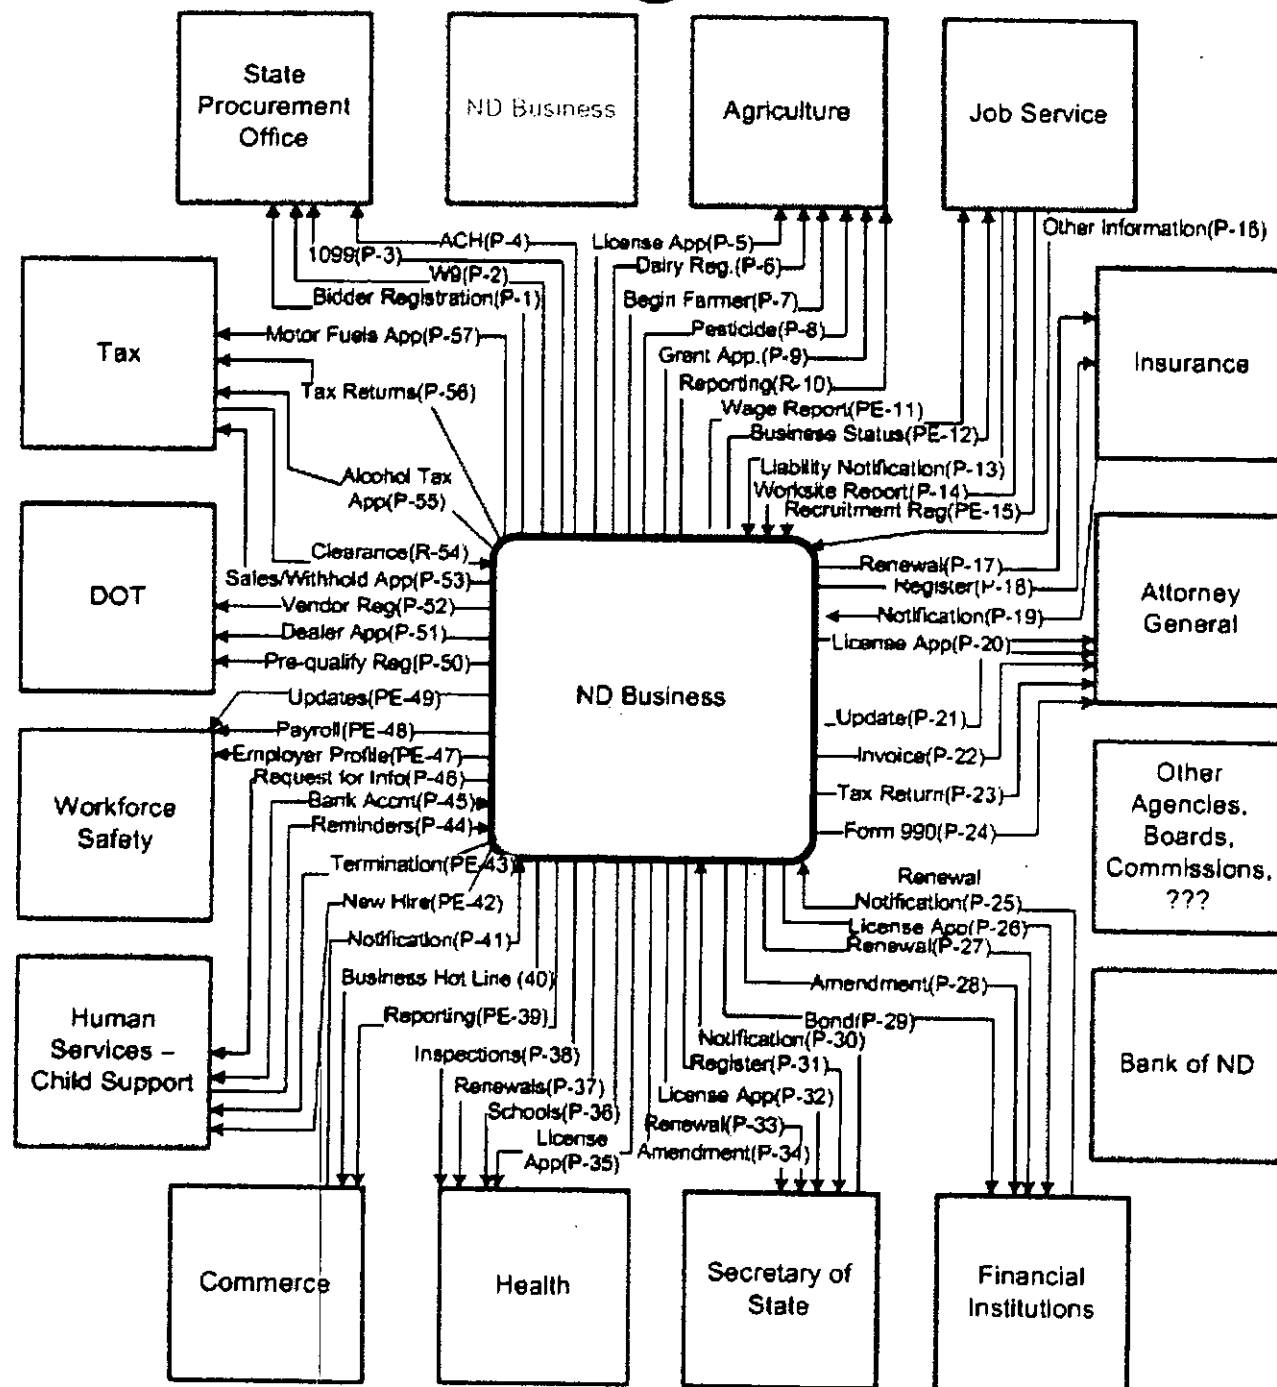 State
Procurement
Office
ND Business
Agriculture
Job Service
ACH(P-4)
1099(P-3)
W9(P-2)
Bidder Registration(P-1)
License App(P-5)
Dairy Reg.(P-6)
Begin Farmer(P-7)
Pesticide(P-8)
Grant App.(P-9)
Reporting(R-10)
Wage Report(PE-11)
Business Status(PE-12)
Liability Notification(P-13)
Worksite Report(P-14)
Recruitment Reg(PE-15)
Other Information(P-16)
Tax
Insurance
Motor Fuels App(P-57)
Tax Returns(P-56)
Alcohol Tax
App(P-55)
Clearance(R-54)
Sales/Withhold App(P-53)
DOT
Vendor Reg(P-52)
Dealer App(P-51)
Pre-qualify Reg(P-50)
Updates(PE-49)
Payroll(PE-48)
Employer Profile(PE-47)
Request for Info(P-46)
Bank Accnt(P-45)
Reminders(P-44)
Termination(PE-43)
New Hire(PE-42)
Notification(P-41)
Business Hot Line (40)
Reporting(PE-39)
Inspections(P-38)
Renewals(P-37)
Schools(P-36)
License
App(P-35)
ND Business
Renewal(P-17)
Register(P-18)
Notification(P-19)
License App(P-20)
Update(P-21)
Invoice(P-22)
Tax Return(P-23)
Form 990(P-24)
Renewal
Notification(P-25)
License App(P-26)
Renewal(P-27)
Amendment(P-28)
Bond(P-29)
Notification(P-30)
Register(P-31)
License App(P-32)
Renewal(P-33)
Amendment(P-34)
Attorney
General
Other
Agencies,
Boards,
Commissions,
???
Workforce
Safety
Human
Services –
Child Support
Bank of ND
Commerce
Health
Secretary of
State
Financial
Institutions